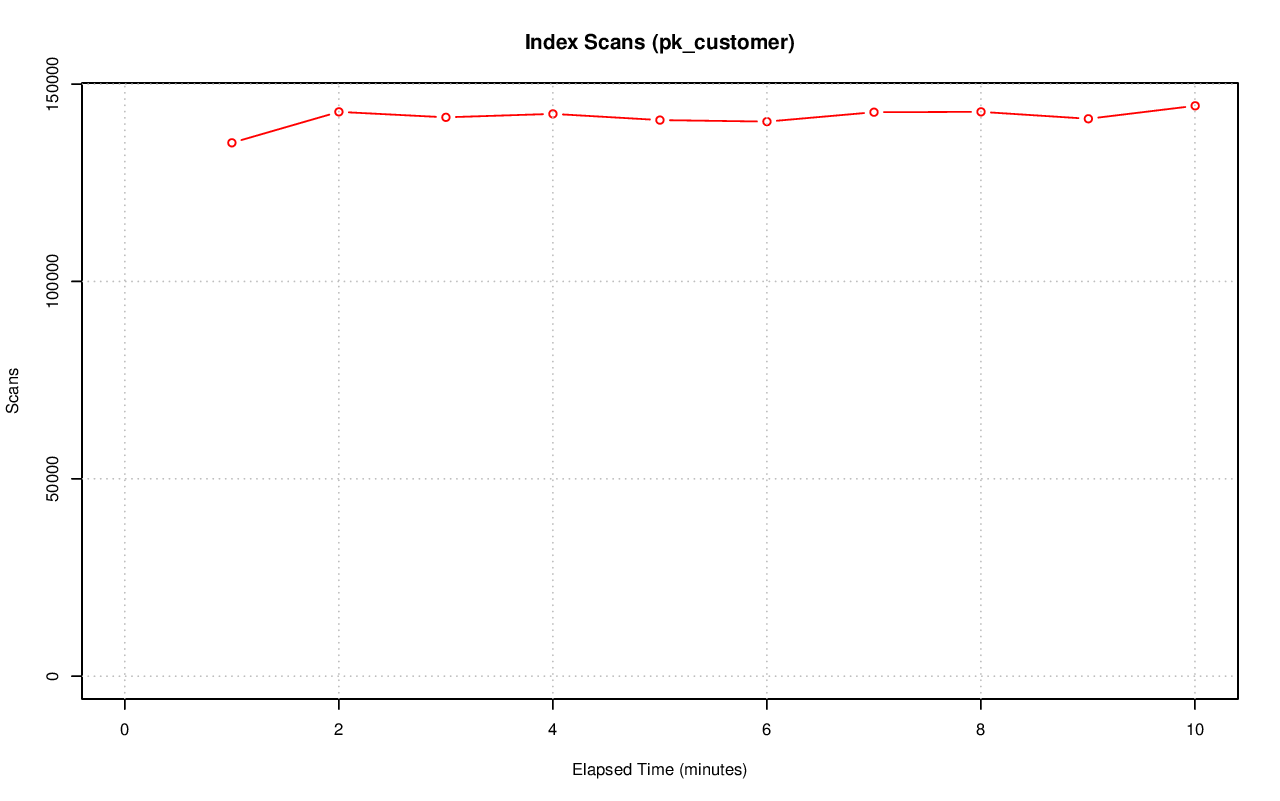 Index Scans (pk_customer)
150000
100000
50000
0
Scans
0 2 4 6 8 10
Elapsed Time (minutes)